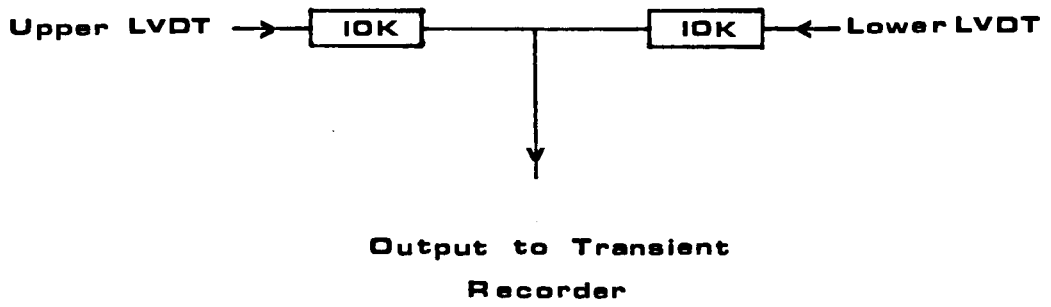 Upper LVDT 10K 10K Lower LVDT
Output to Transient
Recorder